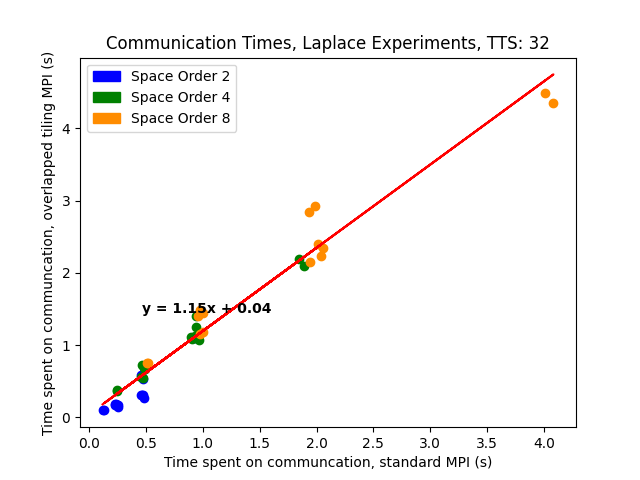 Communication Times, Laplace Experiments, TTS: 32
Time spent on communcation, overlapped tiling MPI (s)
Space Order 2
Space Order 4
Space Order 8
4
3
2
1
0
y = 1.15x + 0.04
0.0 0.5 1.0 1.5 2.0 2.5 3.0 3.5 4.0
Time spent on communcation, standard MPI (s)